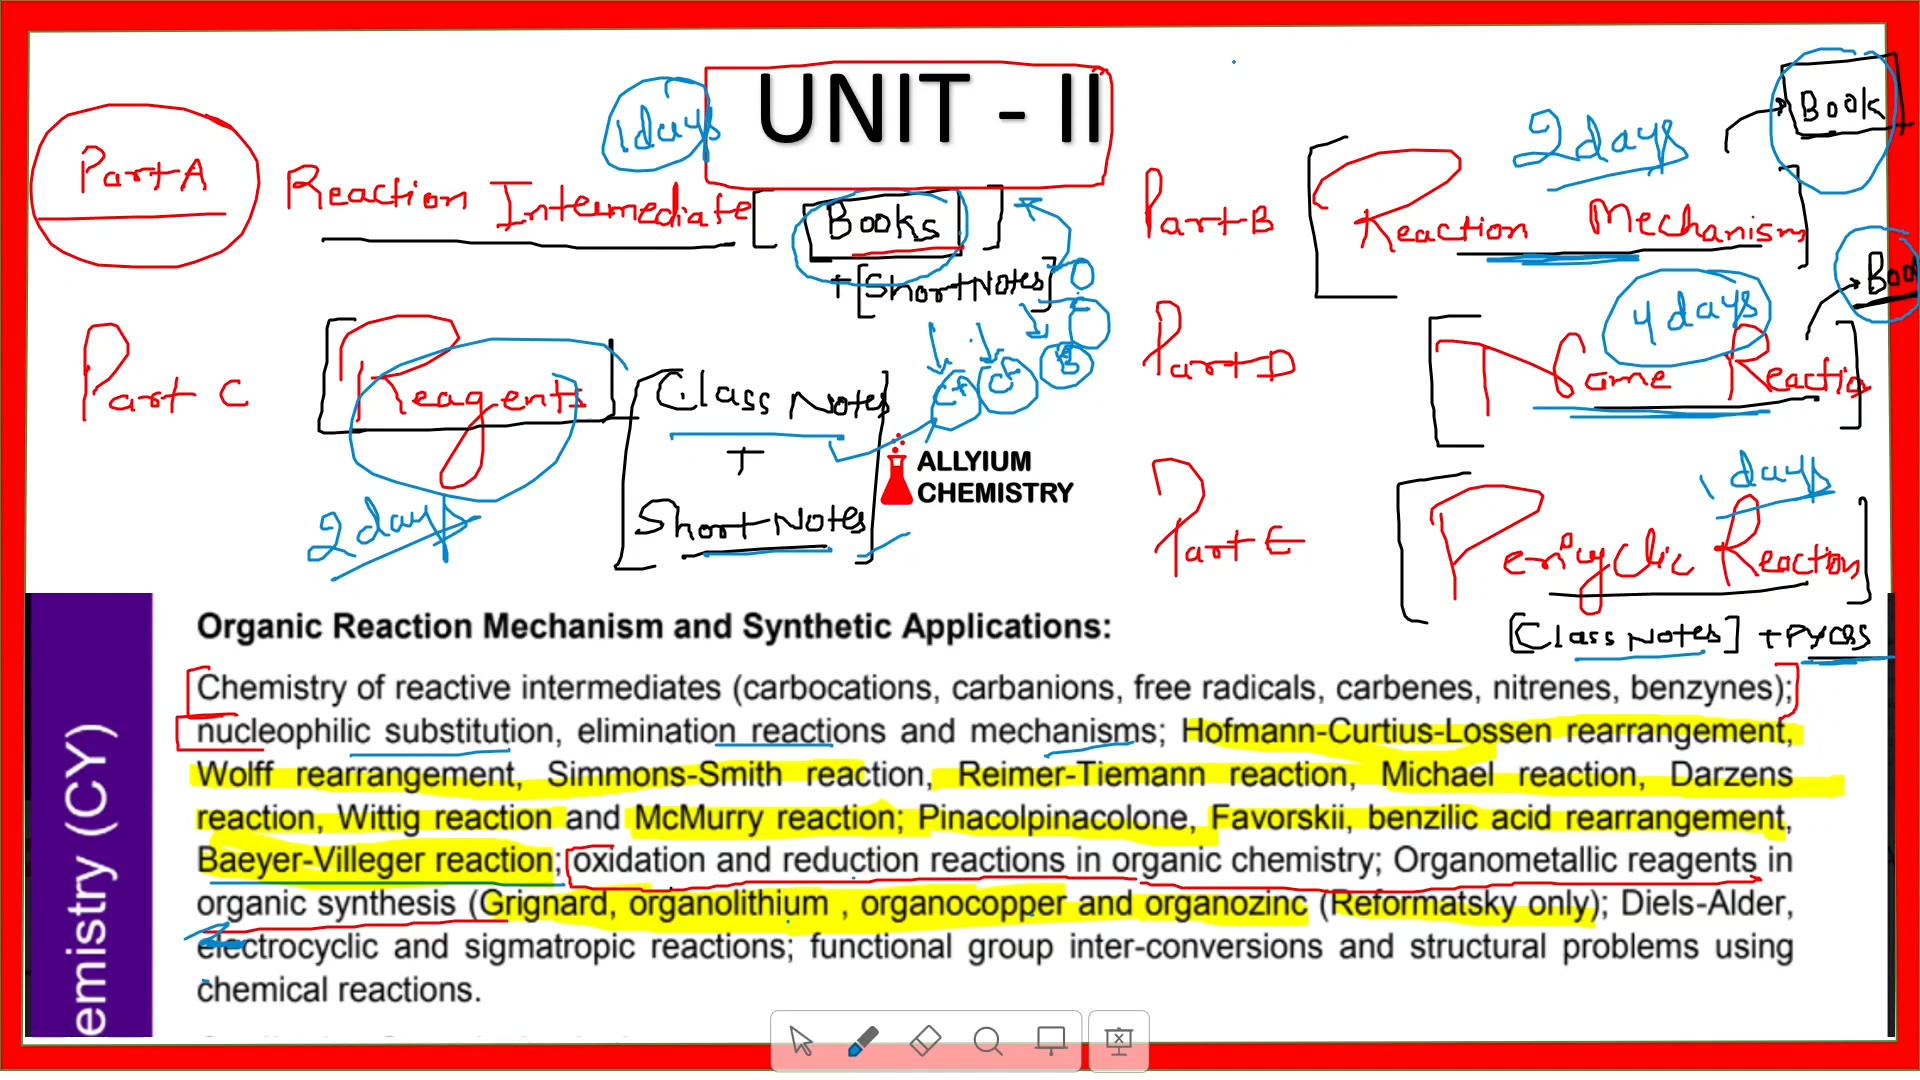 UNIT - II
1 days
Part A
Reaction Intermediate [Books]
+ [Short Notes]
Part B
Reaction Mechanism
2 days
Book
Part C
Reagents
2 days
Class Notes
+
Short Notes
Part D
Name Reaction
4 days
Part E
Pericyclic Reaction
1 days
[Class Notes] + PYQs
ALLYIUM
CHEMISTRY
emistry (CY)
Organic Reaction Mechanism and Synthetic Applications:
Chemistry of reactive intermediates (carbocations, carbanions, free radicals, carbenes, nitrenes, benzynes);
nucleophilic substitution, elimination reactions and mechanisms; Hofmann-Curtius-Lossen rearrangement,
Wolff rearrangement, Simmons-Smith reaction, Reimer-Tiemann reaction, Michael reaction, Darzens
reaction, Wittig reaction and McMurry reaction; Pinacolpinacolone, Favorskii, benzilic acid rearrangement,
Baeyer-Villeger reaction; oxidation and reduction reactions in organic chemistry; Organometallic reagents in
organic synthesis (Grignard, organolithium , organocopper and organozinc (Reformatsky only); Diels-Alder,
electrocyclic and sigmatropic reactions; functional group inter-conversions and structural problems using
chemical reactions.